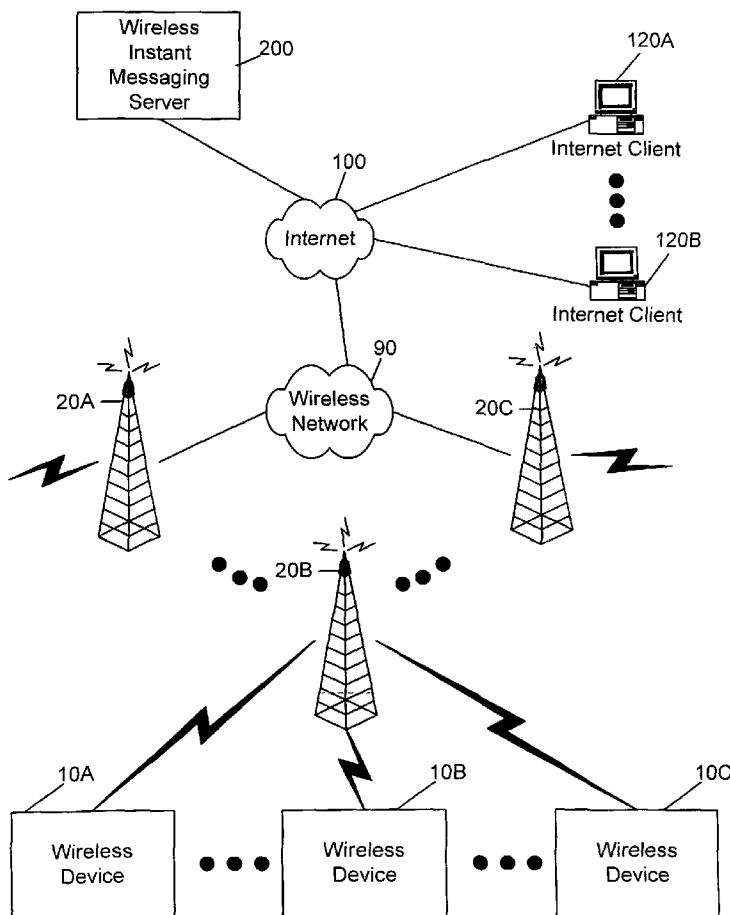 Wireless
Instant
Messaging
Server
200
120A
Internet Client
100
Internet
120B
Internet Client
90
Wireless
Network
20A
20C
20B
10A
Wireless
Device
10B
Wireless
Device
10C
Wireless
Device